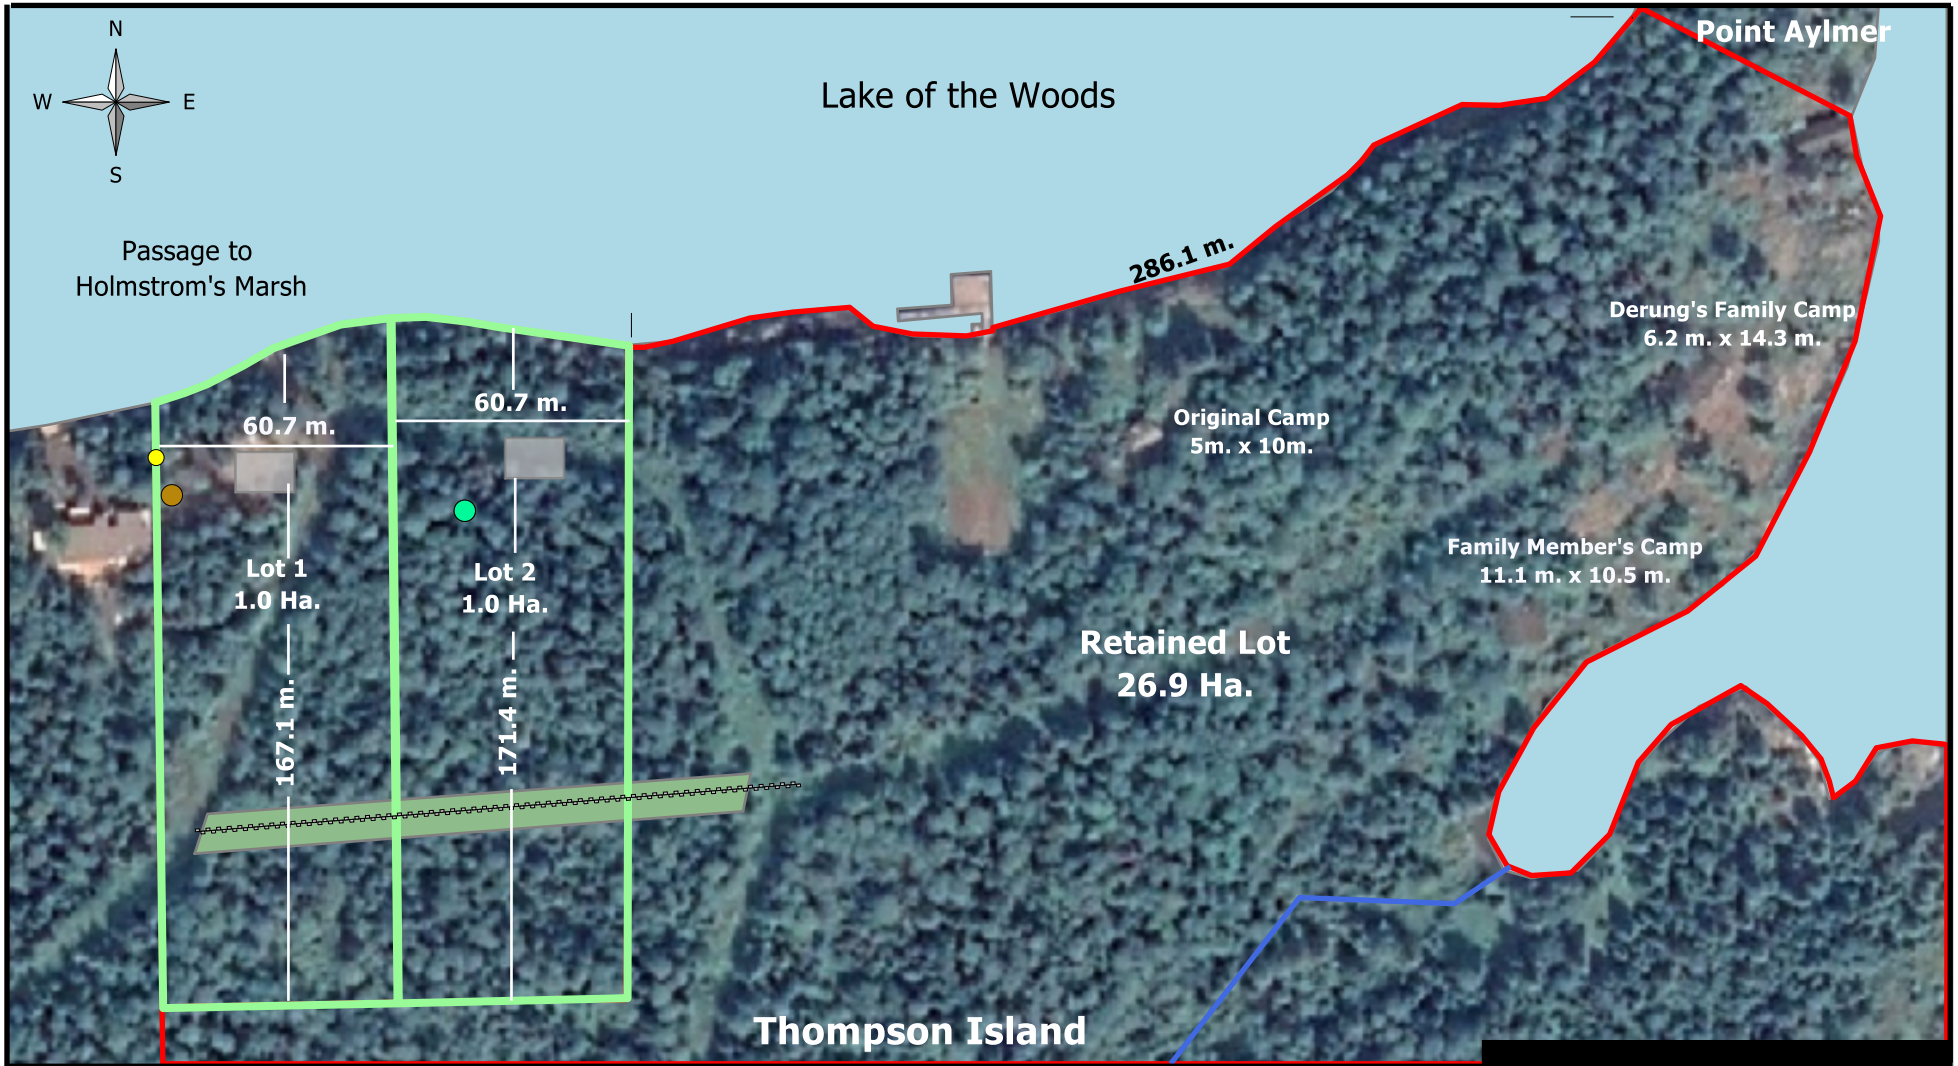 N
W E
S
Point Aylmer
Lake of the Woods
Passage to
Holmstrom's Marsh
286.1 m.
Derung's Family Camp
6.2 m. x 14.3 m.
60.7 m.
60.7 m.
Original Camp
5m. x 10m.
Family Member's Camp
11.1 m. x 10.5 m.
Lot 1
1.0 Ha.
Lot 2
1.0 Ha.
Retained Lot
26.9 Ha.
167.1 m.
171.4 m.
Thompson Island